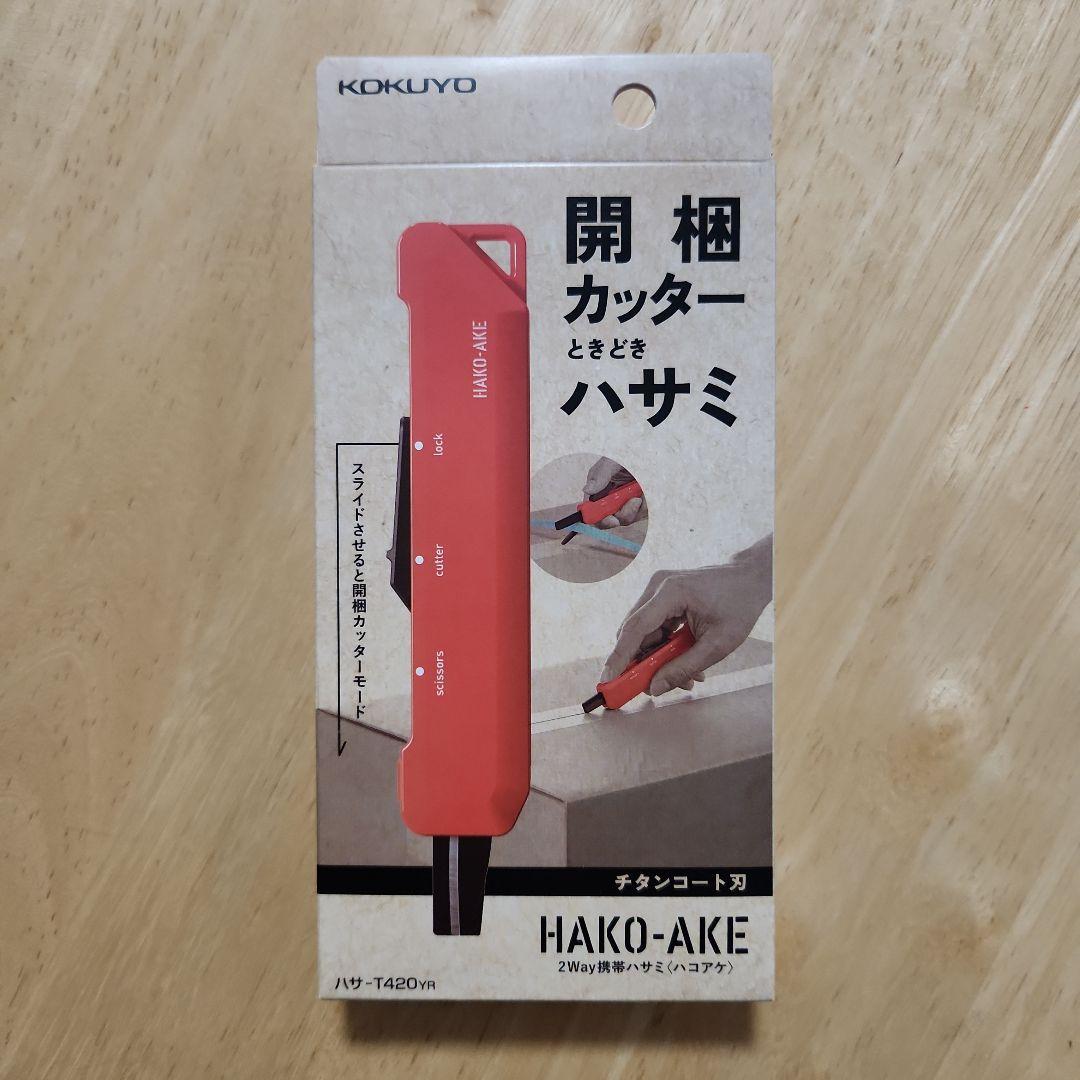 KOKUYO
開梱
カッター
ときどき
ハサミ
HAKO-AKE
lock
cutter
scissors
スライドさせると開梱カッターモード
チタンコート刃
HAKO-AKE
2Way携帯ハサミ〈ハコアケ〉
ハサ-T420YR